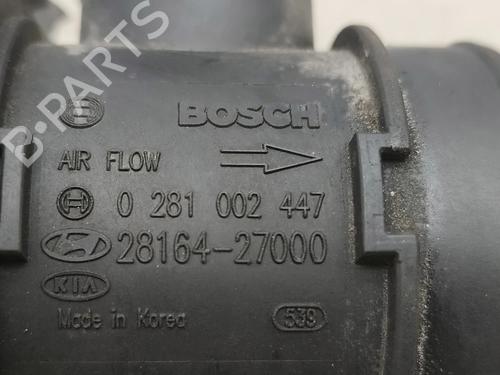 BOSCH
AIR FLOW
0 281 002 447
28164-27000
KIA
Made in Korea 539
B-PARTS